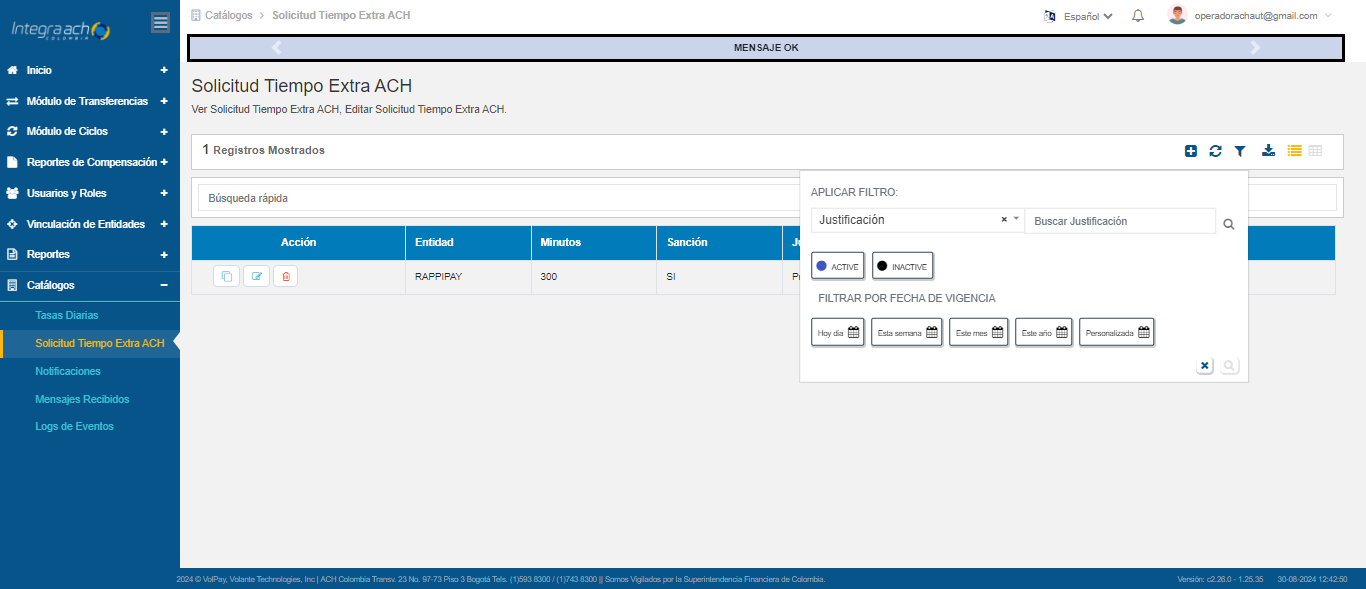 Integra ach
COLOMBIA
Catálogos > Solicitud Tiempo Extra ACH
Español
operadorachaut@gmail.com
MENSAJE OK
Inicio +
Módulo de Transferencias +
Módulo de Ciclos +
Reportes de Compensación +
Usuarios y Roles +
Vinculación de Entidades +
Reportes +
Catálogos −
Tasas Diarias
Solicitud Tiempo Extra ACH
Notificaciones
Mensajes Recibidos
Logs de Eventos
Solicitud Tiempo Extra ACH
Ver Solicitud Tiempo Extra ACH, Editar Solicitud Tiempo Extra ACH.
1 Registros Mostrados
Búsqueda rápida
Acción Entidad Minutos Sanción
RAPPIPAY 300 SI
APLICAR FILTRO:
Justificación × Buscar Justificación
ACTIVE INACTIVE
FILTRAR POR FECHA DE VIGENCIA
Hoy día Esta semana Este mes Este año Personalizada
2024 © VolPay, Volante Technologies, Inc | ACH Colombia Transv. 23 No. 97-73 Piso 3 Bogotá Tels. (1)593 8300 / (1)743 8300 || Somos Vigilados por la Superintendencia Financiera de Colombia.
Versión: c2.26.0 - 1.25.35 30-08-2024 12:42:50